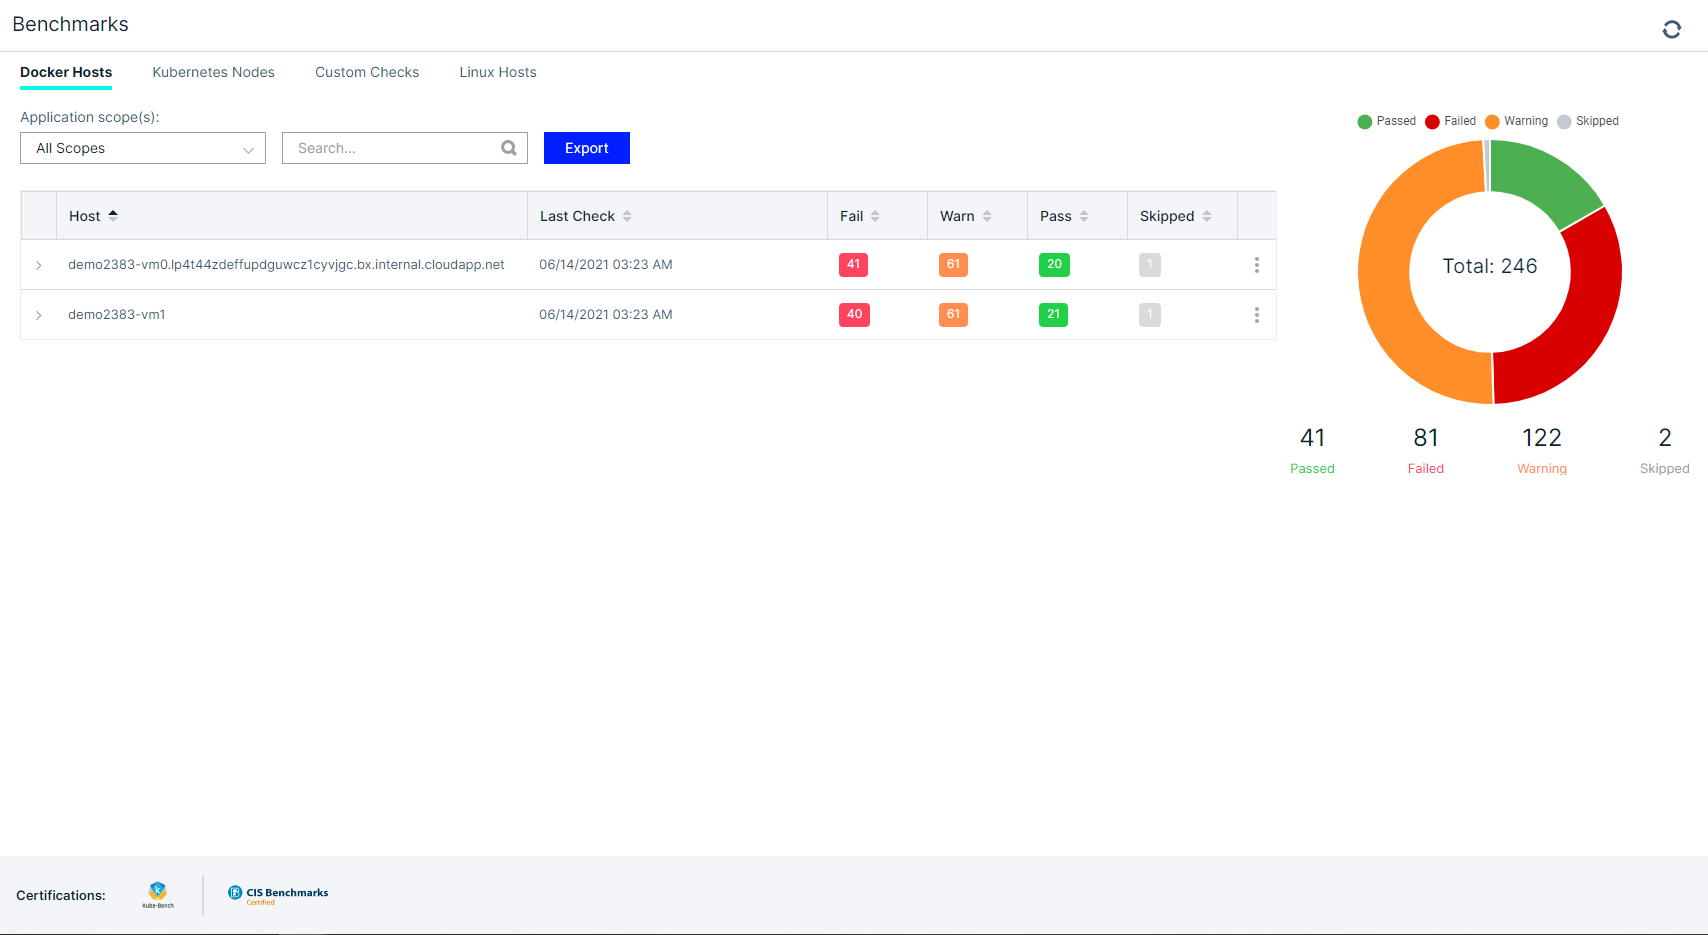 Benchmarks
Docker Hosts Kubernetes Nodes Custom Checks Linux Hosts
Application scope(s):
All Scopes Search... Export
Passed Failed Warning Skipped
Host Last Check Fail Warn Pass Skipped
demo2383-vm0.lp4t44zdeffupdguwcz1cyvjgc.bx.internal.cloudapp.net 06/14/2021 03:23 AM 41 61 20 1
demo2383-vm1 06/14/2021 03:23 AM 40 61 21 1
Total: 246
41 81 122 2
Passed Failed Warning Skipped
Certifications: Kube-Bench CIS Benchmarks
Certified